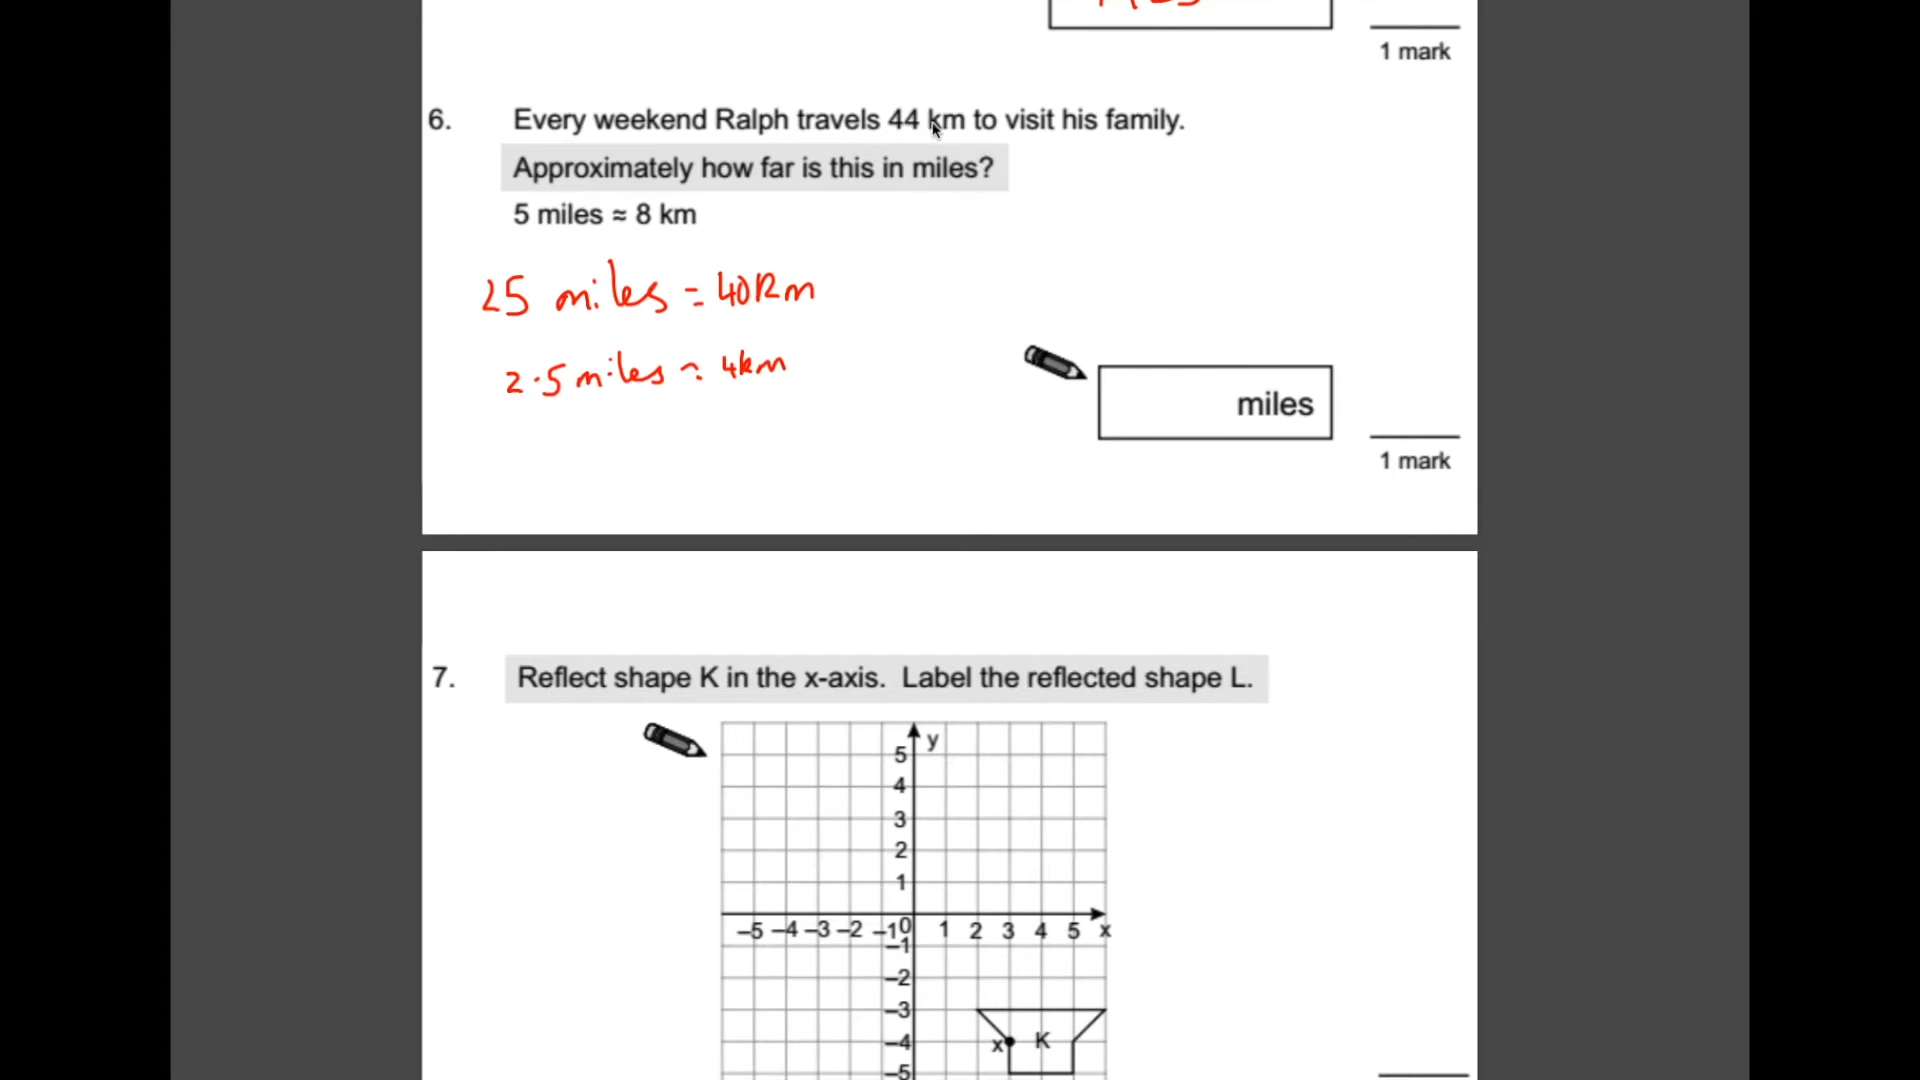 1 mark
6. Every weekend Ralph travels 44 km to visit his family.
Approximately how far is this in miles?
5 miles ≈ 8 km
25 miles = 40km
2.5 miles ≈ 4km
miles
1 mark
7. Reflect shape K in the x-axis. Label the reflected shape L.
y
5
4
3
2
1
–5 –4 –3 –2 –1 0 1 2 3 4 5 x
–1
–2
–3
–4 x K
–5